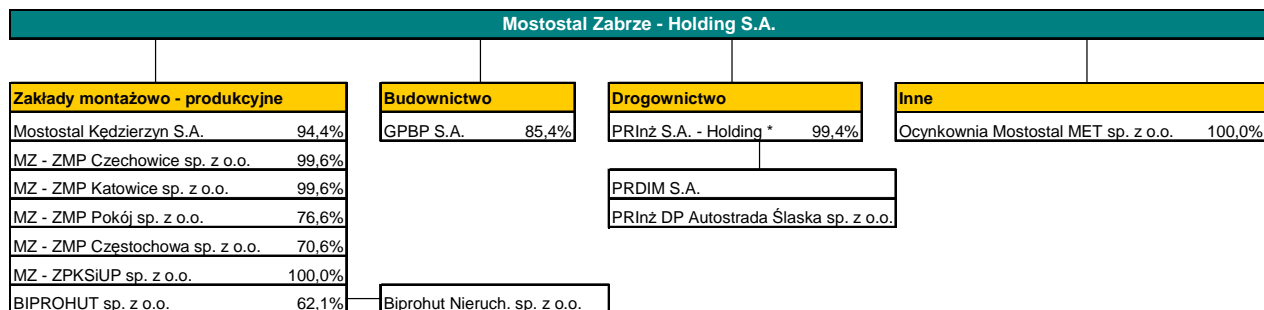 Mostostal Zabrze - Holding S.A.
Zakłady montażowo - produkcyjne
Mostostal Kędzierzyn S.A. 94,4%
MZ - ZMP Czechowice sp. z o.o. 99,6%
MZ - ZMP Katowice sp. z o.o. 99,6%
MZ - ZMP Pokój sp. z o.o. 76,6%
MZ - ZMP Częstochowa sp. z o.o. 70,6%
MZ - ZPKSiUP sp. z o.o. 100,0%
BIPROHUT sp. z o.o. 62,1%
Biprohut Nieruch. sp. z o.o.
Budownictwo
GPBP S.A. 85,4%
Drogownictwo
PRInż S.A. - Holding * 99,4%
PRDIM S.A.
PRInż DP Autostrada Ślaska sp. z o.o.
Inne
Ocynkownia Mostostal MET sp. z o.o. 100,0%